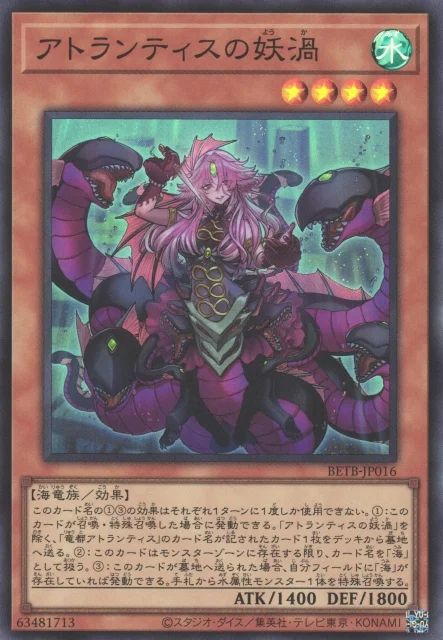 アトランティスの妖渦
水
BETB-JP016
【海竜族／効果】
このカード名の①③の効果はそれぞれ1ターンに1度しか使用できない。①：この
カードが召喚・特殊召喚した場合に発動できる。「アトランティスの妖渦」を
除く、「竜都アトランティス」のカード名が記されたカード1枚をデッキから墓地
へ送る。②：このカードはモンスターゾーンに存在する限り、カード名を「海」と
して扱う。③：このカードが墓地へ送られた場合、自分フィールドに「海」が
存在していれば発動できる。手札から水属性モンスター1体を特殊召喚する。
ATK/1400 DEF/1800
63481713
©スタジオ・ダイス/集英社・テレビ東京・KONAMI